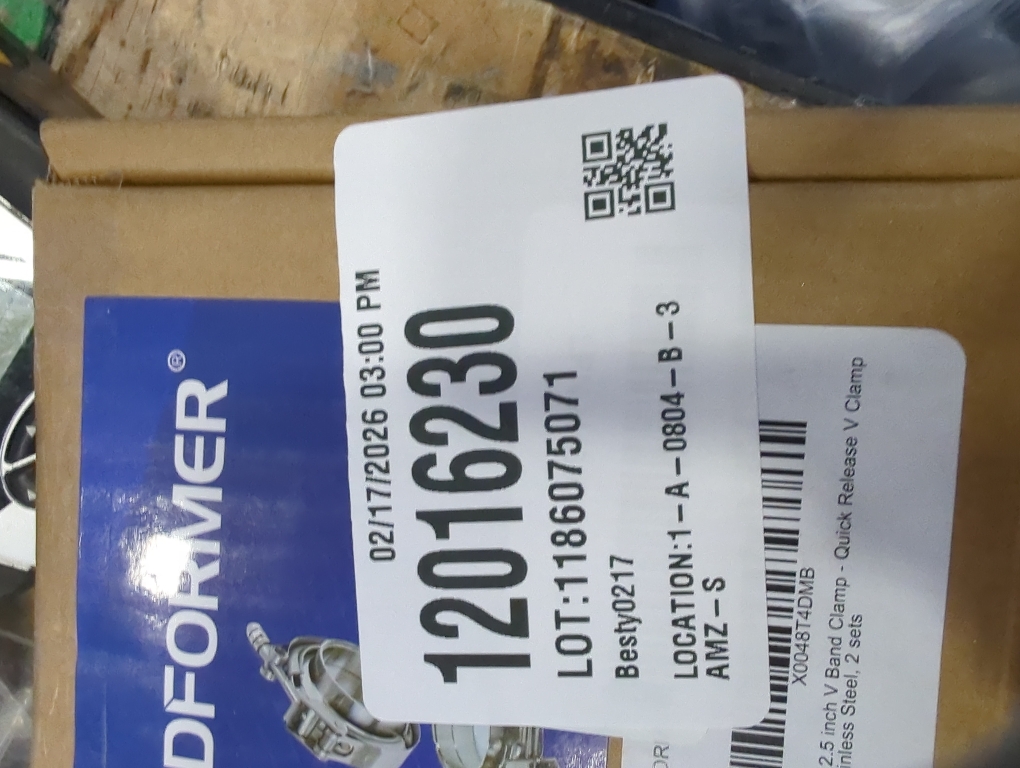 DFORMER®
02/17/2026 03:00 PM
12016230
LOT:1186075071
Besty0217
LOCATION:1-A-0804-B-3
AMZ-S
X0048T4DMB
2.5 inch V Band Clamp - Quick Release V Clamp
inless Steel, 2 sets